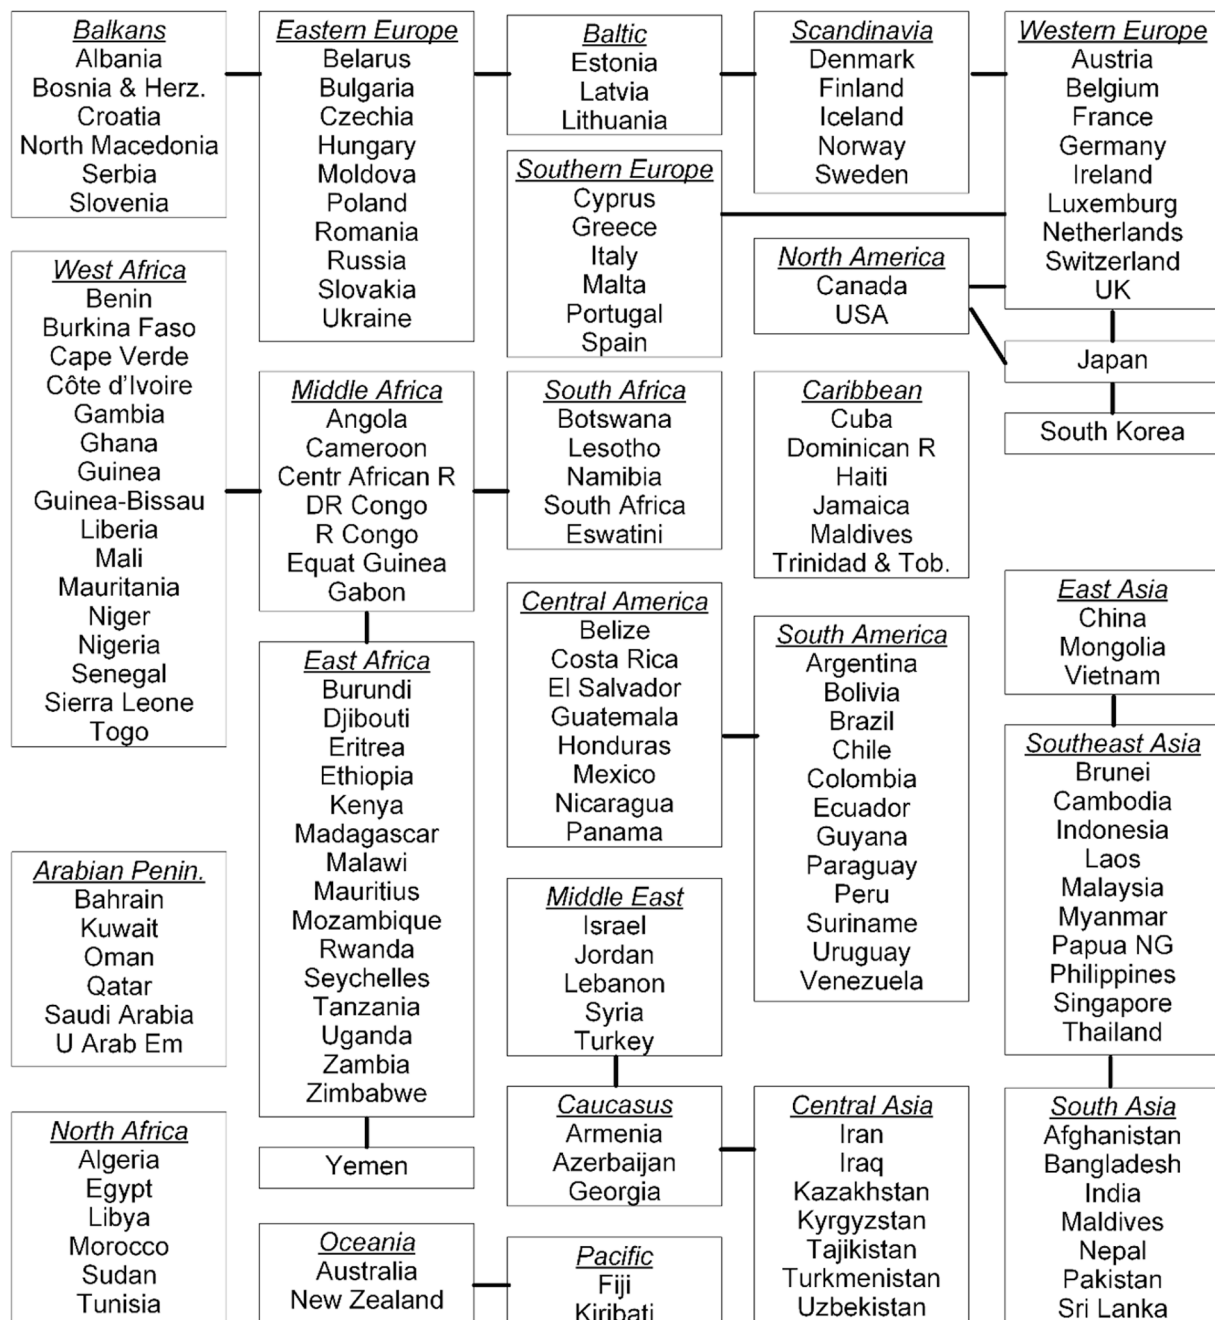 Balkans
Albania
Bosnia & Herz.
Croatia
North Macedonia
Serbia
Slovenia
Eastern Europe
Belarus
Bulgaria
Czechia
Hungary
Moldova
Poland
Romania
Russia
Slovakia
Ukraine
Baltic
Estonia
Latvia
Lithuania
Scandinavia
Denmark
Finland
Iceland
Norway
Sweden
Western Europe
Austria
Belgium
France
Germany
Ireland
Luxemburg
Netherlands
Switzerland
UK
Southern Europe
Cyprus
Greece
Italy
Malta
Portugal
Spain
North America
Canada
USA
Japan
South Korea
West Africa
Benin
Burkina Faso
Cape Verde
Côte d'Ivoire
Gambia
Ghana
Guinea
Guinea-Bissau
Liberia
Mali
Mauritania
Niger
Nigeria
Senegal
Sierra Leone
Togo
Middle Africa
Angola
Cameroon
Centr African R
DR Congo
R Congo
Equat Guinea
Gabon
South Africa
Botswana
Lesotho
Namibia
South Africa
Eswatini
Caribbean
Cuba
Dominican R
Haiti
Jamaica
Maldives
Trinidad & Tob.
East Africa
Burundi
Djibouti
Eritrea
Ethiopia
Kenya
Madagascar
Malawi
Mauritius
Mozambique
Rwanda
Seychelles
Tanzania
Uganda
Zambia
Zimbabwe
Central America
Belize
Costa Rica
El Salvador
Guatemala
Honduras
Mexico
Nicaragua
Panama
South America
Argentina
Bolivia
Brazil
Chile
Colombia
Ecuador
Guyana
Paraguay
Peru
Suriname
Uruguay
Venezuela
East Asia
China
Mongolia
Vietnam
Southeast Asia
Brunei
Cambodia
Indonesia
Laos
Malaysia
Myanmar
Papua NG
Philippines
Singapore
Thailand
Arabian Penin.
Bahrain
Kuwait
Oman
Qatar
Saudi Arabia
U Arab Em
Middle East
Israel
Jordan
Lebanon
Syria
Turkey
North Africa
Algeria
Egypt
Libya
Morocco
Sudan
Tunisia
Yemen
Caucasus
Armenia
Azerbaijan
Georgia
Central Asia
Iran
Iraq
Kazakhstan
Kyrgyzstan
Tajikistan
Turkmenistan
Uzbekistan
South Asia
Afghanistan
Bangladesh
India
Maldives
Nepal
Pakistan
Sri Lanka
Oceania
Australia
New Zealand
Pacific
Fiji
Kiribati